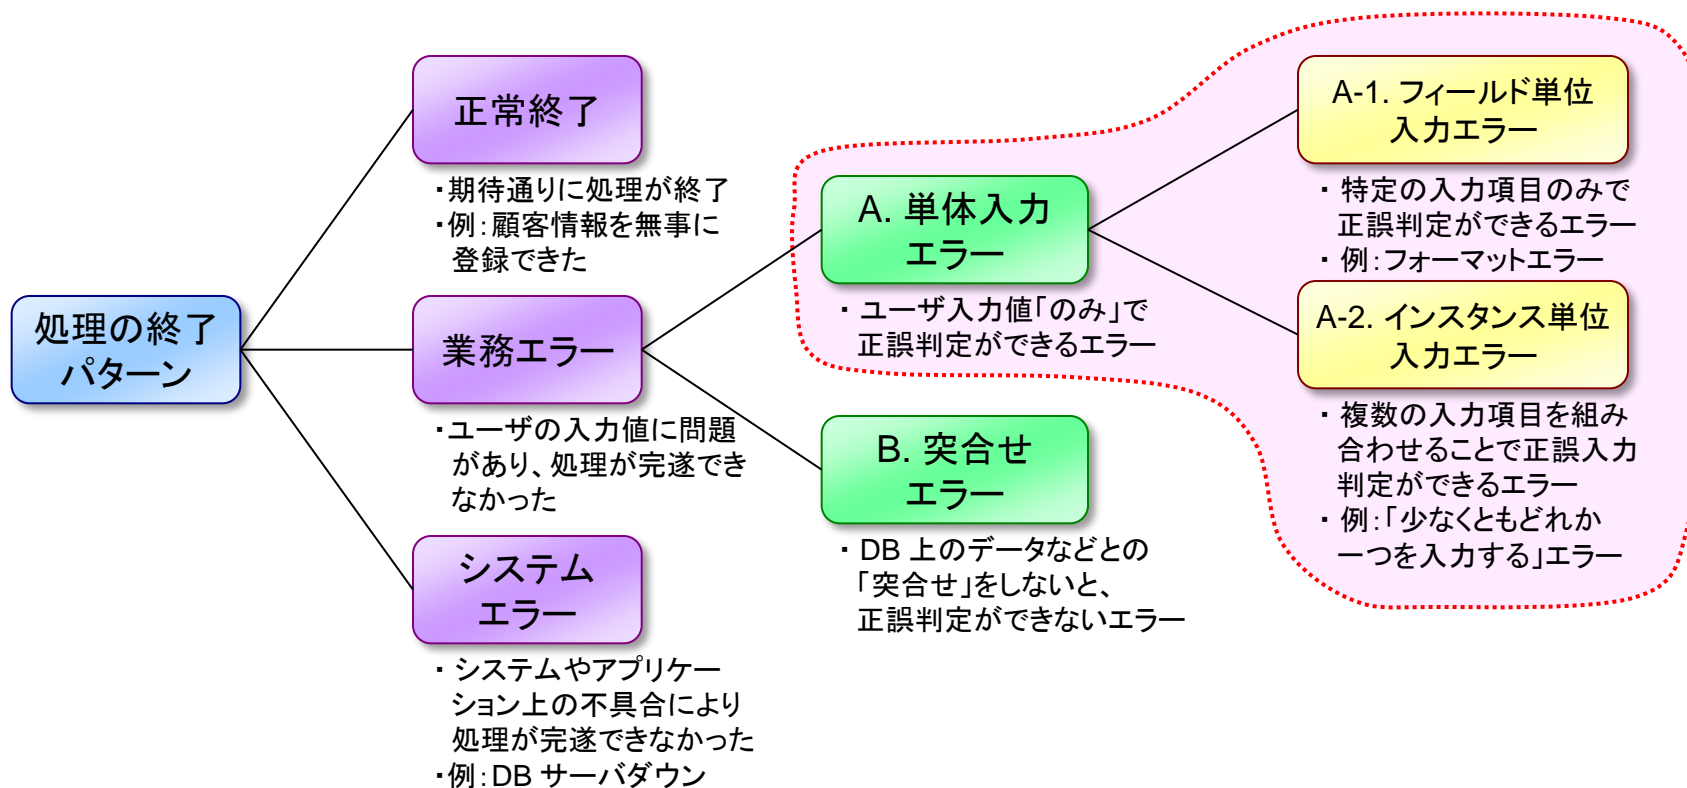 処理の終了
パターン
正常終了
・期待通りに処理が終了
・例：顧客情報を無事に
登録できた
業務エラー
・ユーザの入力値に問題
があり、処理が完遂でき
なかった
システム
エラー
・ システムやアプリケー
ション上の不具合により
処理が完遂できなかった
・例：DB サーバダウン
A. 単体入力
エラー
・ ユーザ入力値「のみ」で
正誤判定ができるエラー
B. 突合せ
エラー
・ DB 上のデータなどとの
「突合せ」をしないと、
正誤判定ができないエラー
A-1. フィールド単位
入力エラー
・ 特定の入力項目のみで
正誤判定ができるエラー
・ 例：フォーマットエラー
A-2. インスタンス単位
入力エラー
・ 複数の入力項目を組み
合わせることで正誤入力
判定ができるエラー
・ 例：「少なくともどれか
一つを入力する」エラー